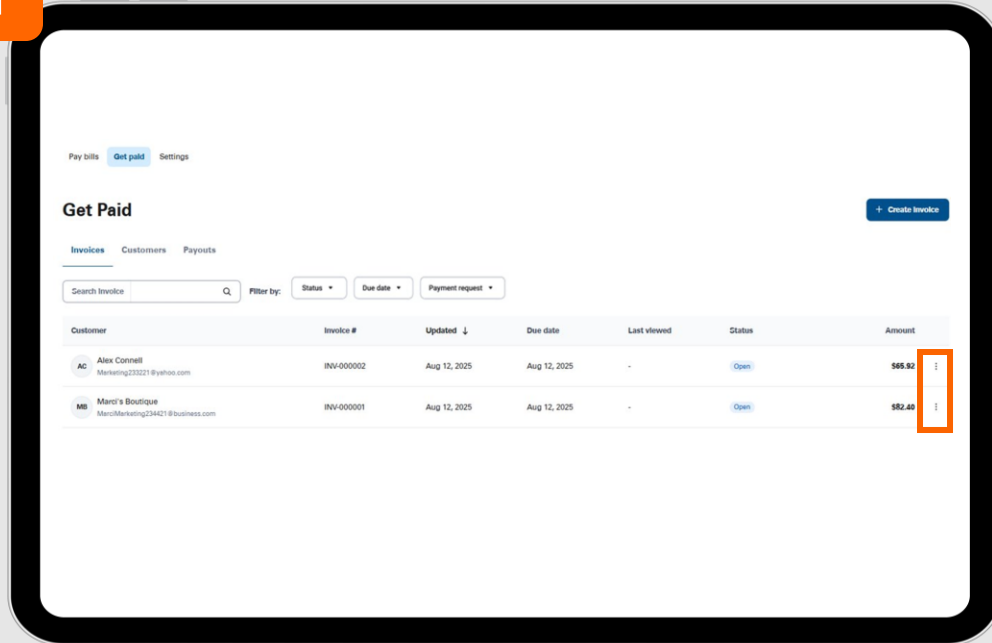 Pay bills Get paid Settings
Get Paid
+ Create Invoice
Invoices Customers Payouts
Search Invoice Filter by: Status Due date Payment request
Customer Invoice # Updated ↓ Due date Last viewed Status Amount
AC Alex Connell INV-000002 Aug 12, 2025 Aug 12, 2025 - Open $65.92
Marketing233221@yahoo.com
MB Marci's Boutique INV-000001 Aug 12, 2025 Aug 12, 2025 - Open $82.40
MarciMarketing234421@business.com